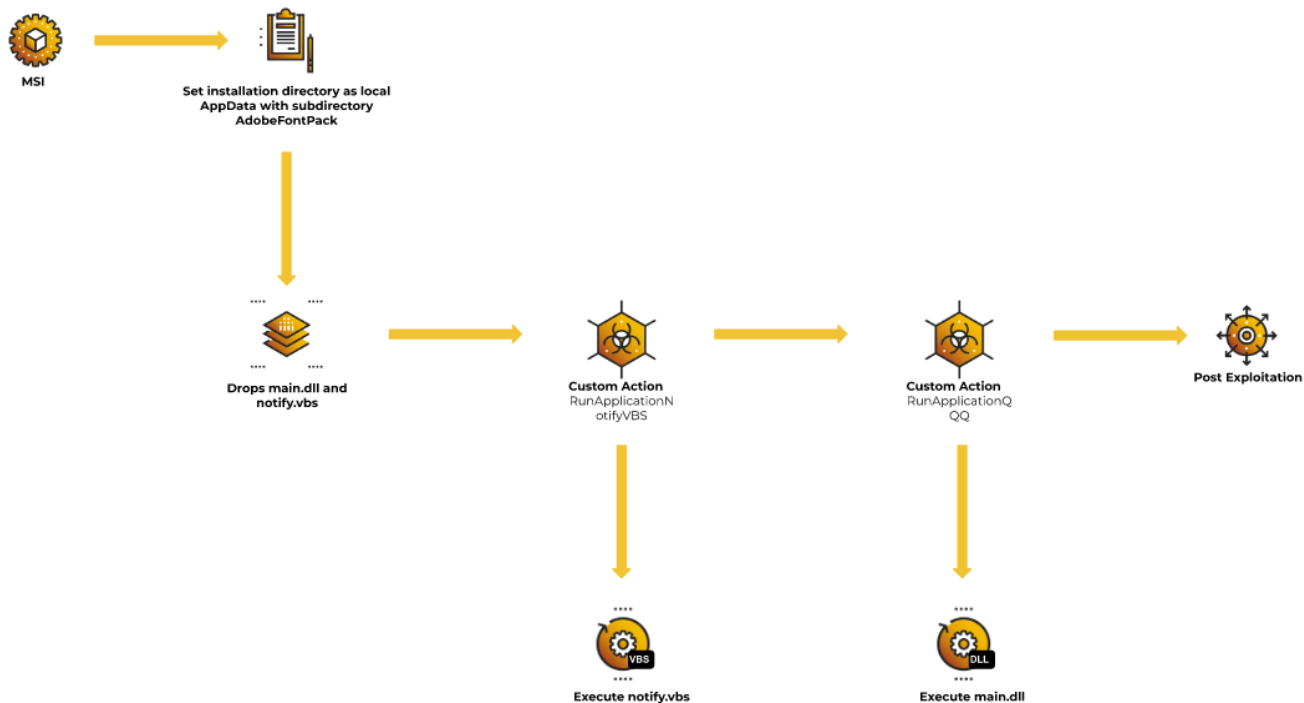 MSI
Set installation directory as local
AppData with subdirectory
AdobeFontPack
Drops main.dll and
notify.vbs
Custom Action
RunApplicationN
otifyVBS
Custom Action
RunApplicationQ
QQ
Post Exploitation
VBS
Execute notify.vbs
DLL
Execute main.dll